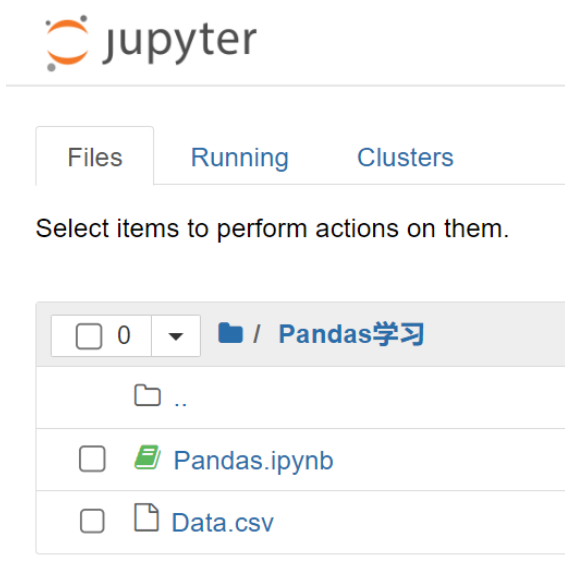 jupyter
Files Running Clusters
Select items to perform actions on them.
0 / Pandas学习
..
Pandas.ipynb
Data.csv